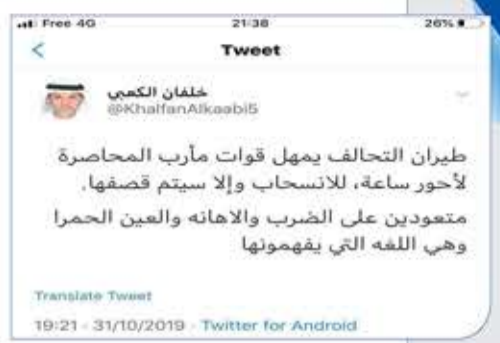 Free 4G 21:38 26%
Tweet
خلفان الكعبي
@KhalfanAlkaabi5
طيران التحالف يمهل قوات مأرب المحاصرة
لأحور ساعة، للانسحاب وإلا سيتم قصفها.
متعودين على الضرب والاهانه والعين الحمرا
وهي اللغه التي يفهمونها
Translate Tweet
19:21 - 31/10/2019 - Twitter for Android